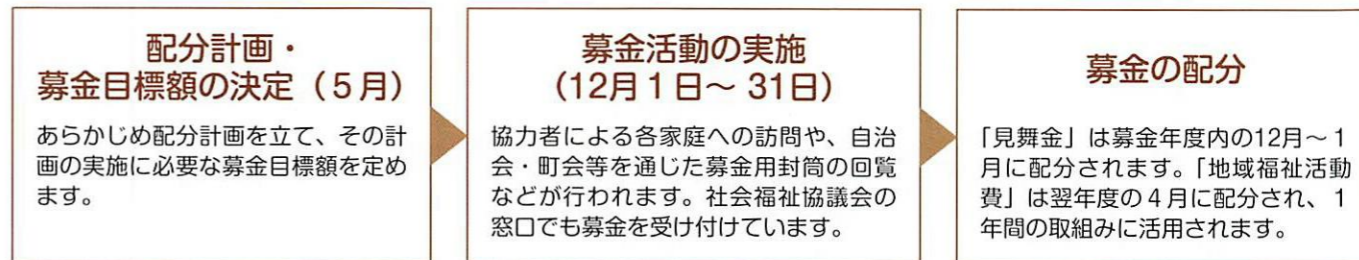 配分計画・
募金目標額の決定（5月）
あらかじめ配分計画を立て、その計
画の実施に必要な募金目標額を定め
ます。
募金活動の実施
（12月1日～31日）
協力者による各家庭への訪問や、自治
会・町会等を通じた募金用封筒の回覧
などが行われます。社会福祉協議会の
窓口でも募金を受け付けています。
募金の配分
「見舞金」は募金年度内の12月～1
月に配分されます。「地域福祉活動
費」は翌年度の4月に配分され、1
年間の取組みに活用されます。